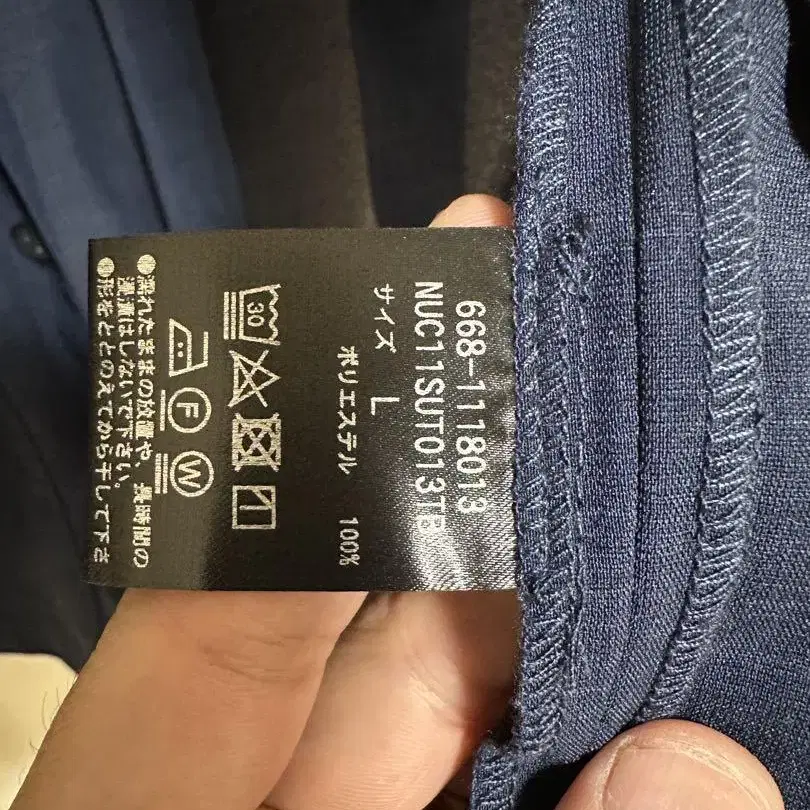 668-1118013
NUC11SUT013TB
サイズ
L
ポリエステル 100%
30
F W
●濡れたままの放置や、長時間の
漬はしないで下さい。
●形をととのえてから干して下さ